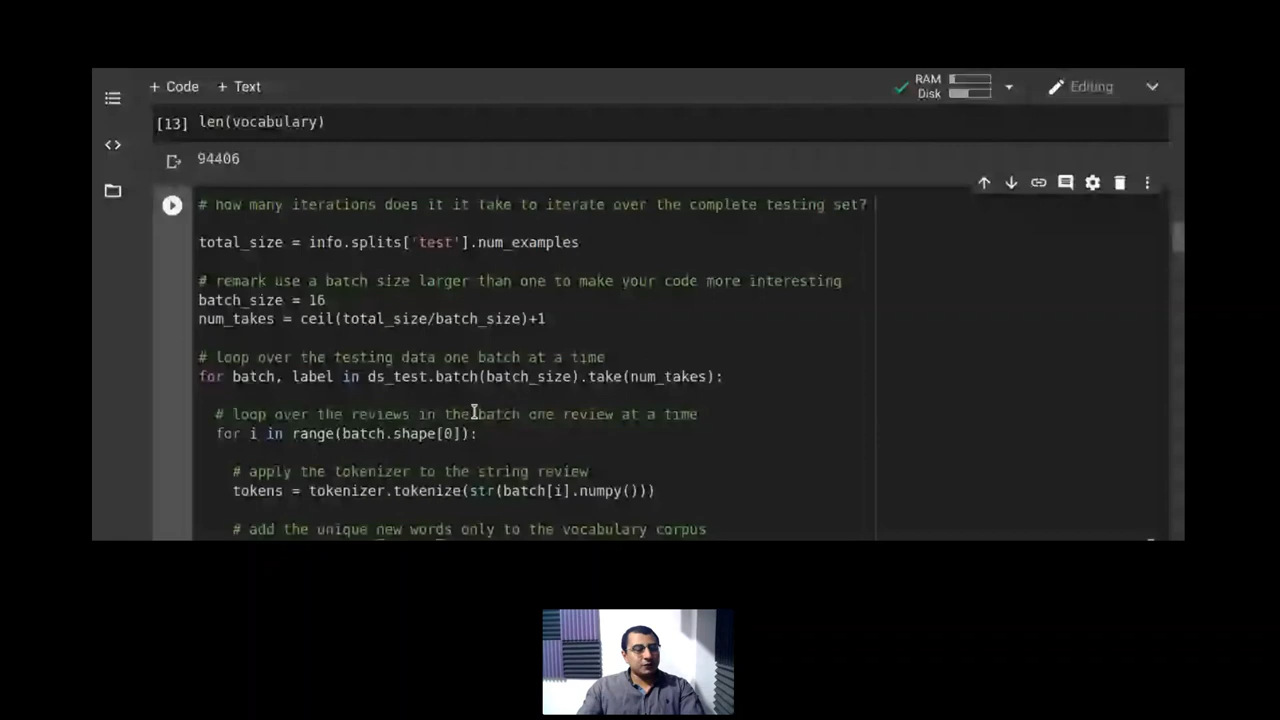 + Code + Text
RAM
Disk
Editing
[13] len(vocabulary)
94406
# how many iterations does it it take to iterate over the complete testing set?
total_size = info.splits['test'].num_examples
# remark use a batch size larger than one to make your code more interesting
batch_size = 16
num_takes = ceil(total_size/batch_size)+1
# loop over the testing data one batch at a time
for batch, label in ds_test.batch(batch_size).take(num_takes):
# loop over the reviews in the batch one review at a time
for i in range(batch.shape[0]):
# apply the tokenizer to the string review
tokens = tokenizer.tokenize(str(batch[i].numpy()))
# add the unique new words only to the vocabulary corpus